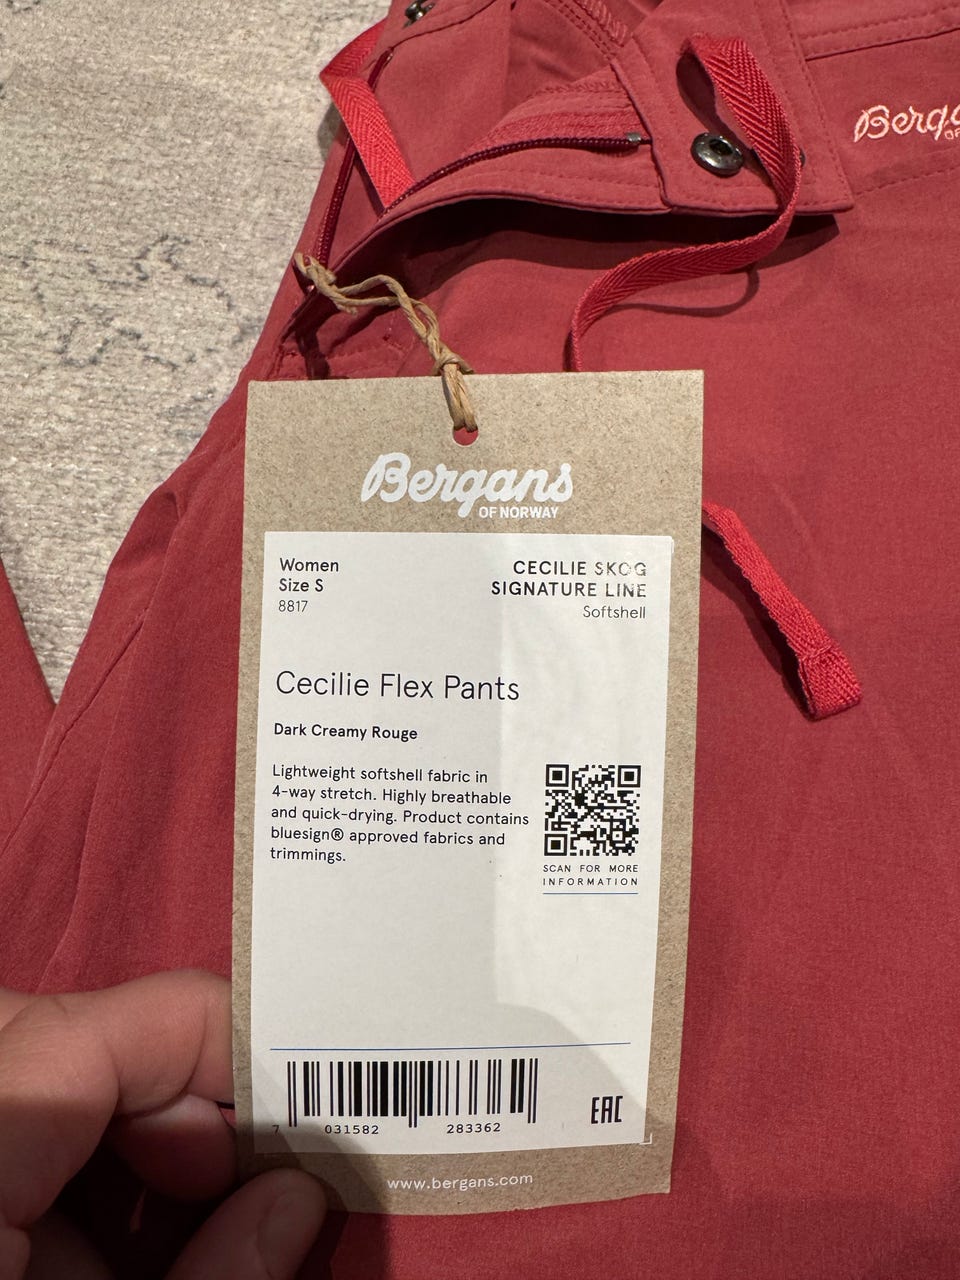 Bergans
OF NORWAY
Women
Size S
8817
CECILIE SKOG
SIGNATURE LINE
Softshell
Cecilie Flex Pants
Dark Creamy Rouge
Lightweight softshell fabric in
4-way stretch. Highly breathable
and quick-drying. Product contains
bluesign® approved fabrics and
trimmings.
SCAN FOR MORE
INFORMATION
7 031582 283362
EAC
www.bergans.com